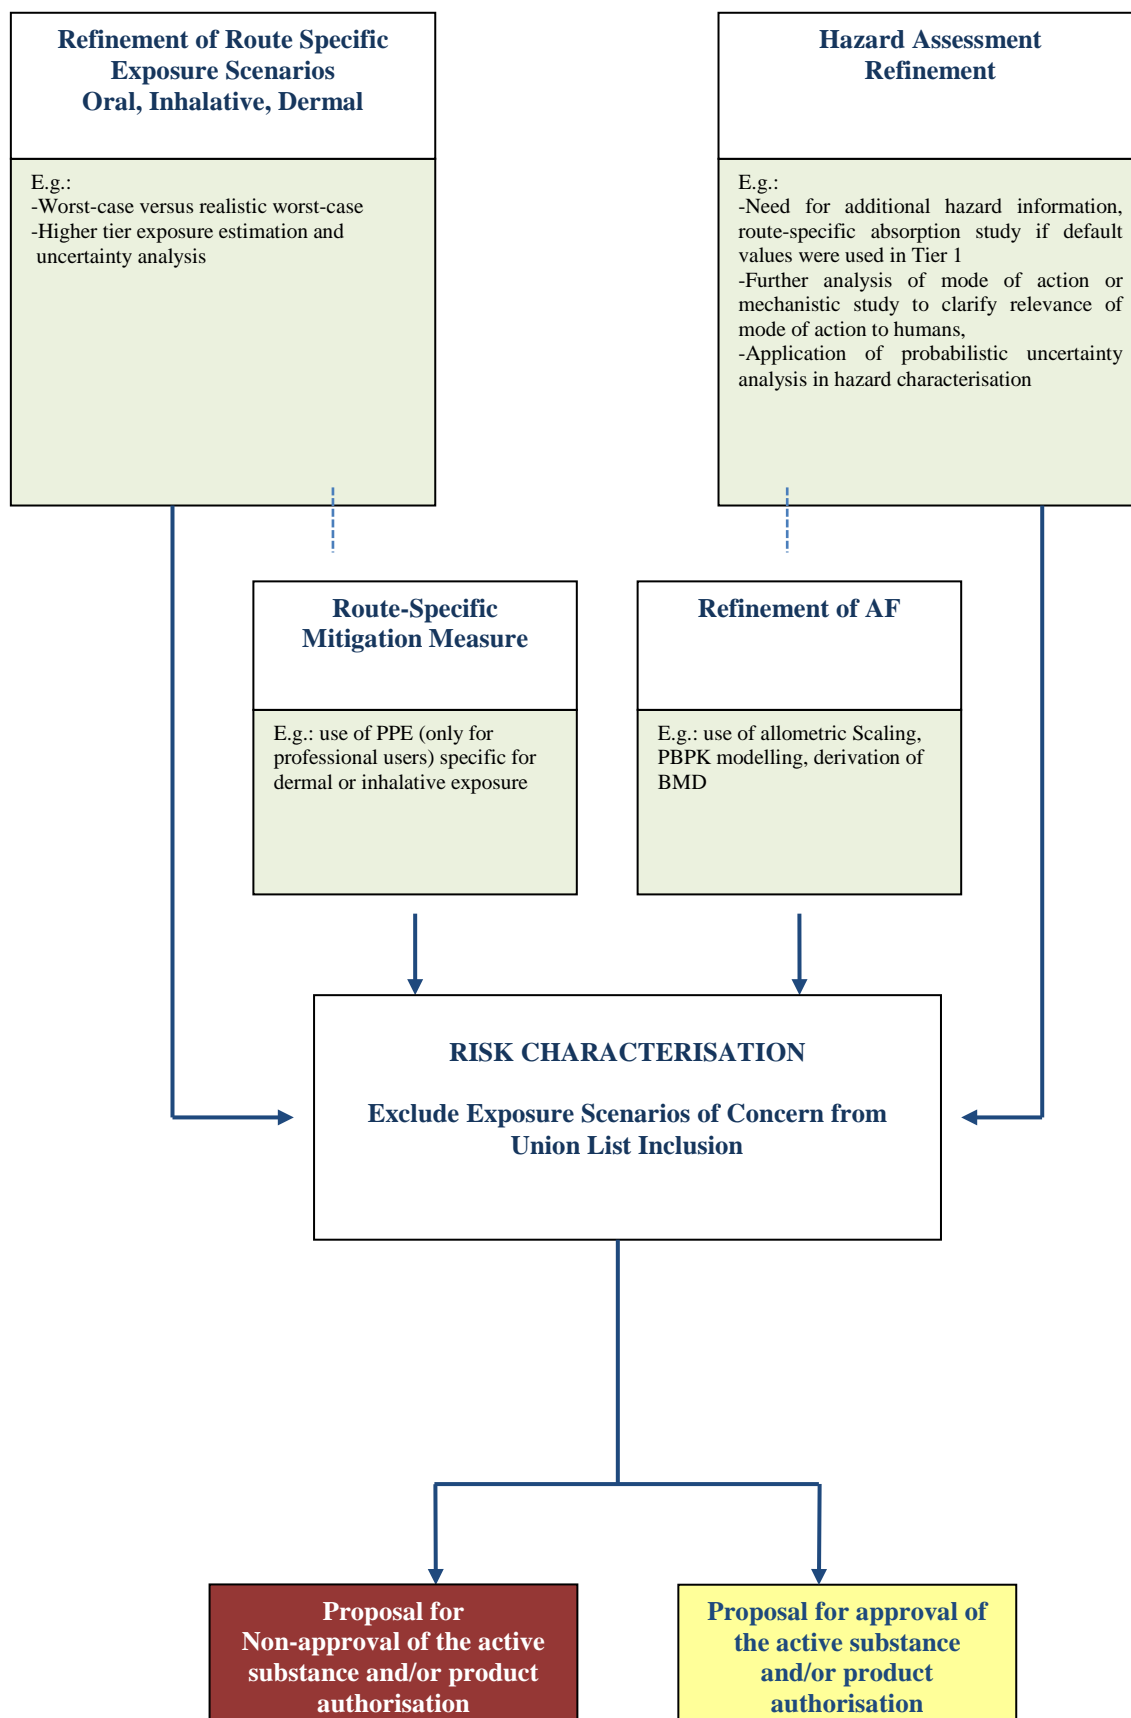 Refinement of Route Specific
Exposure Scenarios
Oral, Inhalative, Dermal
E.g.:
-Worst-case versus realistic worst-case
-Higher tier exposure estimation and
uncertainty analysis
Hazard Assessment
Refinement
E.g.:
-Need for additional hazard information,
route-specific absorption study if default
values were used in Tier 1
-Further analysis of mode of action or
mechanistic study to clarify relevance of
mode of action to humans,
-Application of probabilistic uncertainty
analysis in hazard characterisation
Route-Specific
Mitigation Measure
E.g.: use of PPE (only for
professional users) specific for
dermal or inhalative exposure
Refinement of AF
E.g.: use of allometric Scaling,
PBPK modelling, derivation of
BMD
RISK CHARACTERISATION
Exclude Exposure Scenarios of Concern from
Union List Inclusion
Proposal for
Non-approval of the active
substance and/or product
authorisation
Proposal for approval of
the active substance
and/or product
authorisation